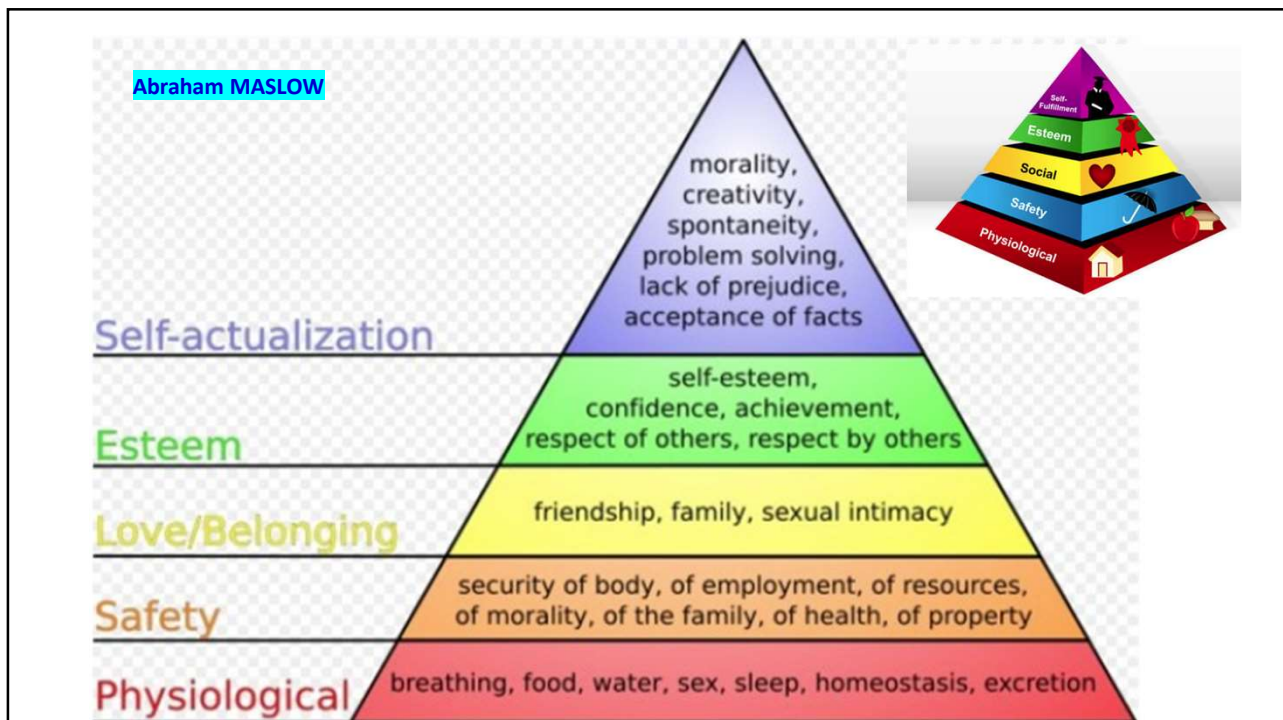 Abraham MASLOW
morality,
creativity,
spontaneity,
problem solving,
lack of prejudice,
acceptance of facts
Self-actualization
self-esteem,
confidence, achievement,
respect of others, respect by others
Esteem
friendship, family, sexual intimacy
Love/Belonging
security of body, of employment, of resources,
of morality, of the family, of health, of property
Safety
breathing, food, water, sex, sleep, homeostasis, excretion
Physiological
Self-
Fulfillment
Esteem
Social
Safety
Physiological